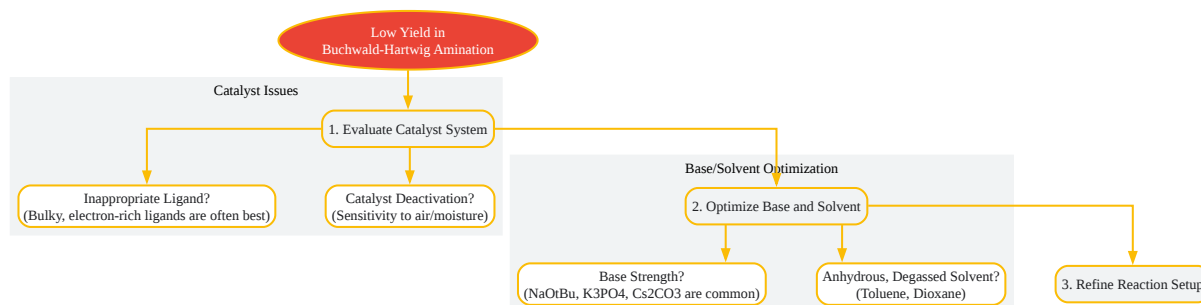 Low Yield in
Buchwald-Hartwig Amination
Catalyst Issues
1. Evaluate Catalyst System
Inappropriate Ligand?
(Bulky, electron-rich ligands are often best)
Catalyst Deactivation?
(Sensitivity to air/moisture)
Base/Solvent Optimization
2. Optimize Base and Solvent
Base Strength?
(NaOtBu, K3PO4, Cs2CO3 are common)
Anhydrous, Degassed Solvent?
(Toluene, Dioxane)
3. Refine Reaction Setup